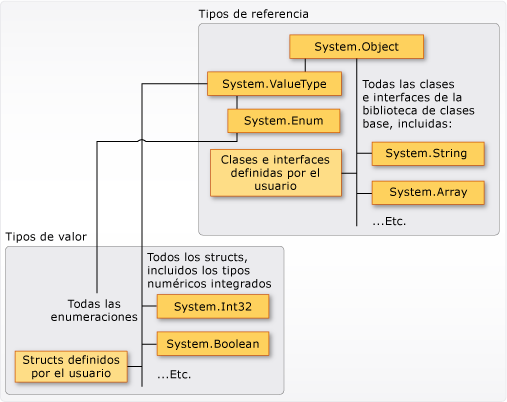 Tipos de referencia
System.Object
System.ValueType
Todas las clases
e interfaces de la
biblioteca de clases
base, incluidas:
System.Enum
System.String
Clases e interfaces
definidas por el
usuario
System.Array
...Etc.
Tipos de valor
Todos los structs,
incluidos los tipos
numéricos integrados
Todas las
enumeraciones
System.Int32
System.Boolean
Structs definidos
por el usuario
...Etc.